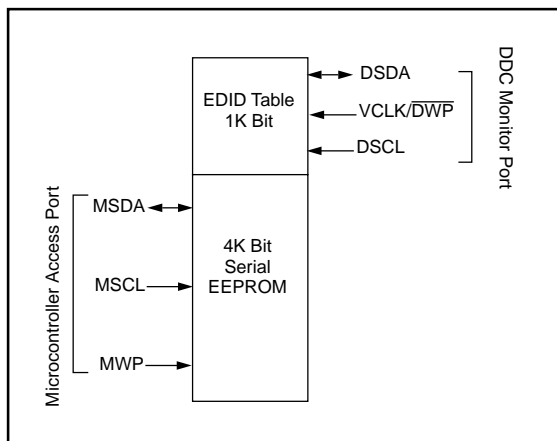 DSDA
EDID Table
1K Bit
VCLK/DWP
DSCL
DDC Monitor Port
Microcontroller Access Port
MSDA
4K Bit
Serial
EEPROM
MSCL
MWP